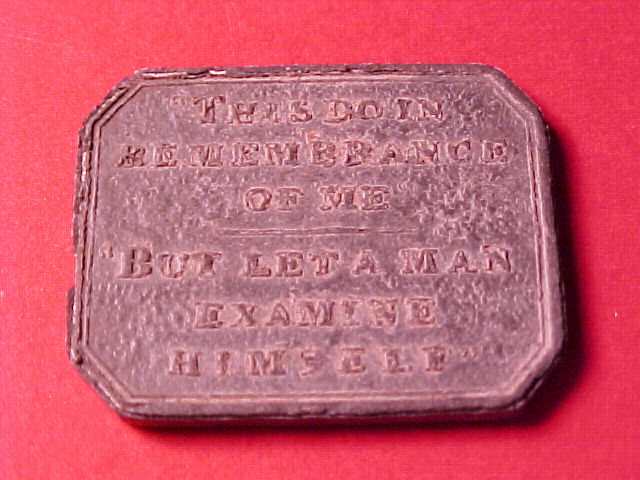 "THIS DO IN
REMEMBRANCE
OF ME
"BUT LET A MAN
EXAMINE
HIMSELF"